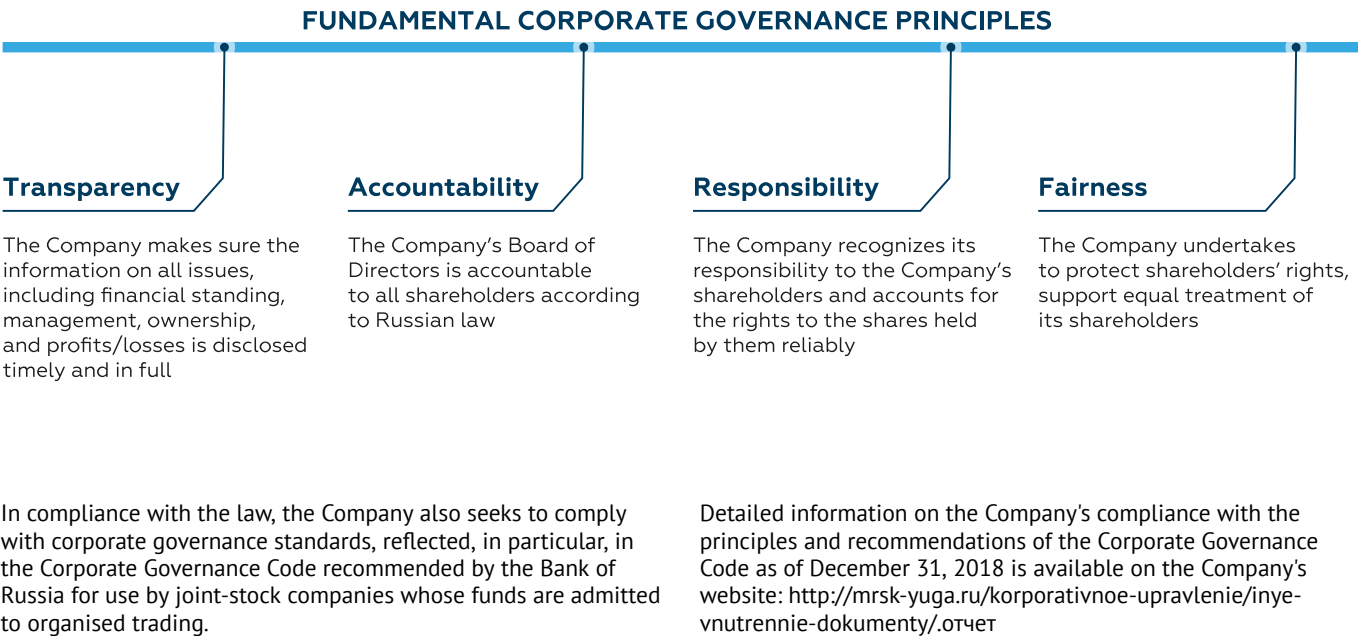 FUNDAMENTAL CORPORATE GOVERNANCE PRINCIPLES
Transparency
The Company makes sure the
information on all issues,
including financial standing,
management, ownership,
and profits/losses is disclosed
timely and in full
Accountability
The Company’s Board of
Directors is accountable
to all shareholders according
to Russian law
Responsibility
The Company recognizes its
responsibility to the Company’s
shareholders and accounts for
the rights to the shares held
by them reliably
Fairness
The Company undertakes
to protect shareholders’ rights,
support equal treatment of
its shareholders
In compliance with the law, the Company also seeks to comply
with corporate governance standards, reflected, in particular, in
the Corporate Governance Code recommended by the Bank of
Russia for use by joint-stock companies whose funds are admitted
to organised trading.
Detailed information on the Company's compliance with the
principles and recommendations of the Corporate Governance
Code as of December 31, 2018 is available on the Company's
website: http://mrsk-yuga.ru/korporativnoe-upravlenie/inye-
vnutrennie-dokumenty/.отчет